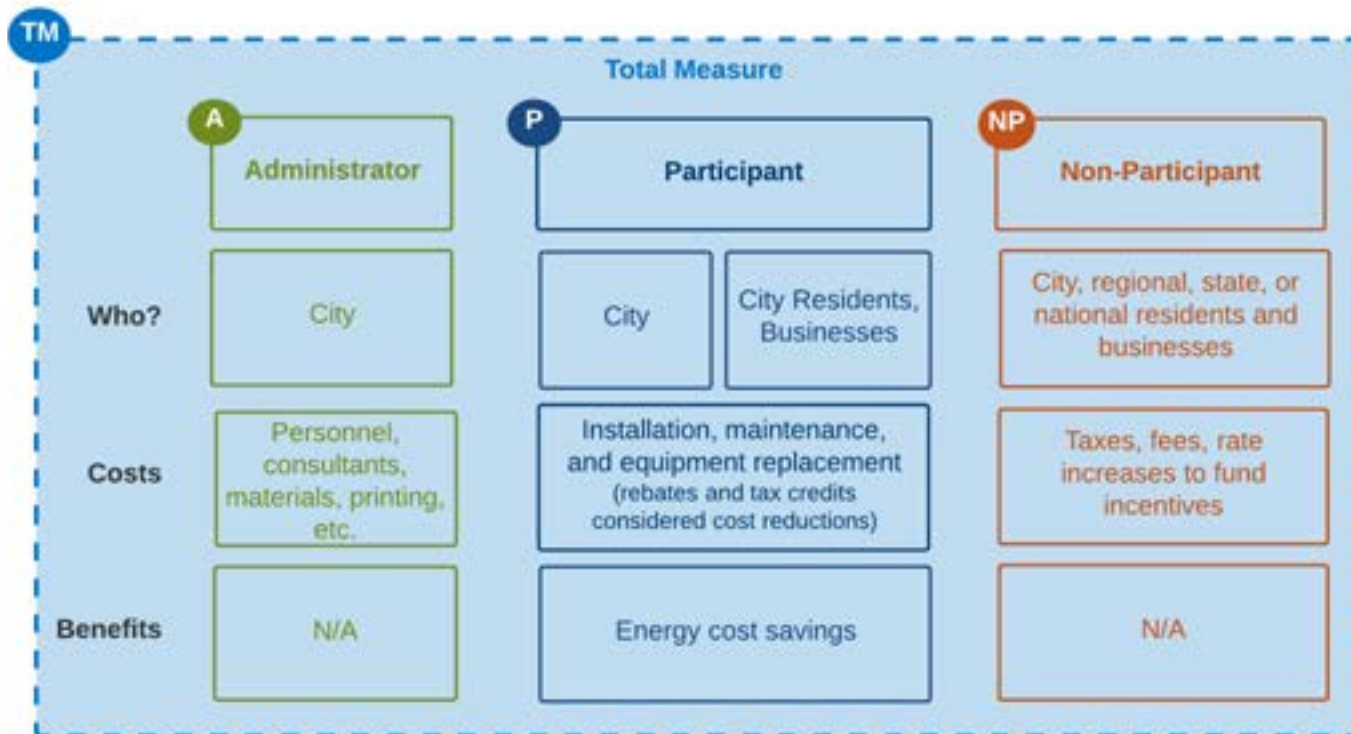 TM
Total Measure
A
Administrator
P
Participant
NP
Non-Participant
Who?
City
City
City Residents,
Businesses
City, regional, state, or
national residents and
businesses
Costs
Personnel,
consultants,
materials, printing,
etc.
Installation, maintenance,
and equipment replacement
(rebates and tax credits
considered cost reductions)
Taxes, fees, rate
increases to fund
incentives
Benefits
N/A
Energy cost savings
N/A